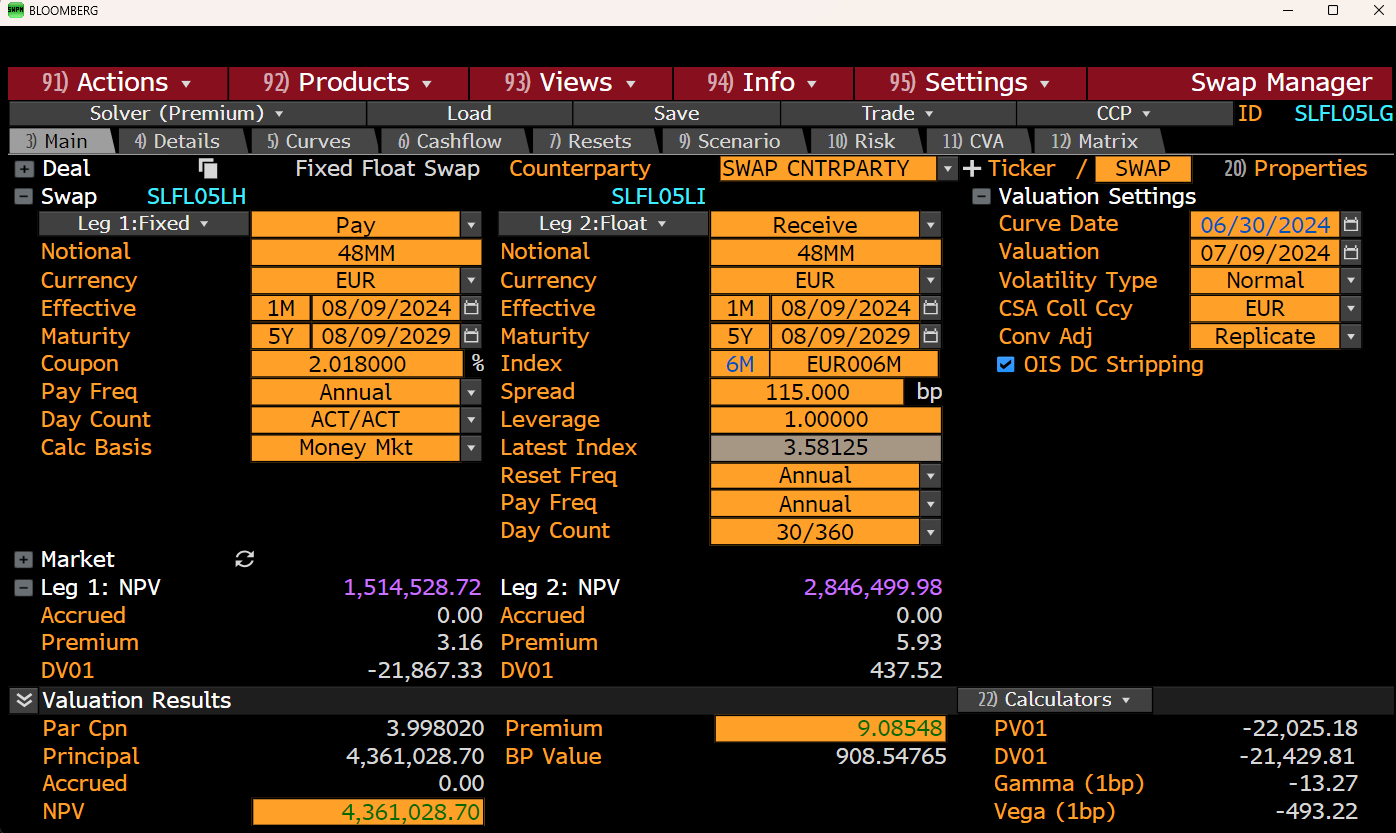 SWPM BLOOMBERG
91) Actions 92) Products 93) Views 94) Info 95) Settings Swap Manager
Solver (Premium) Load Save Trade CCP ID SLFL05LG
3) Main 4) Details 5) Curves 6) Cashflow 7) Resets 9) Scenario 10) Risk 11) CVA 12) Matrix
Deal Fixed Float Swap Counterparty SWAP CNTRPARTY Ticker / SWAP 20) Properties
Swap SLFL05LH SLFL05LI Valuation Settings
Leg 1:Fixed Pay Leg 2:Float Receive Curve Date 06/30/2024
Notional 48MM Notional 48MM Valuation 07/09/2024
Currency EUR Currency EUR Volatility Type Normal
Effective 1M 08/09/2024 Effective 1M 08/09/2024 CSA Coll Ccy EUR
Maturity 5Y 08/09/2029 Maturity 5Y 08/09/2029 Conv Adj Replicate
Coupon 2.018000 % Index 6M EUR006M OIS DC Stripping
Pay Freq Annual Spread 115.000 bp
Day Count ACT/ACT Leverage 1.00000
Calc Basis Money Mkt Latest Index 3.58125
Reset Freq Annual
Pay Freq Annual
Day Count 30/360
Market
Leg 1: NPV 1,514,528.72 Leg 2: NPV 2,846,499.98
Accrued 0.00 Accrued 0.00
Premium 3.16 Premium 5.93
DV01 -21,867.33 DV01 437.52
Valuation Results 22) Calculators
Par Cpn 3.998020 Premium 9.08548 PV01 -22,025.18
Principal 4,361,028.70 BP Value 908.54765 DV01 -21,429.81
Accrued 0.00 Gamma (1bp) -13.27
NPV 4,361,028.70 Vega (1bp) -493.22